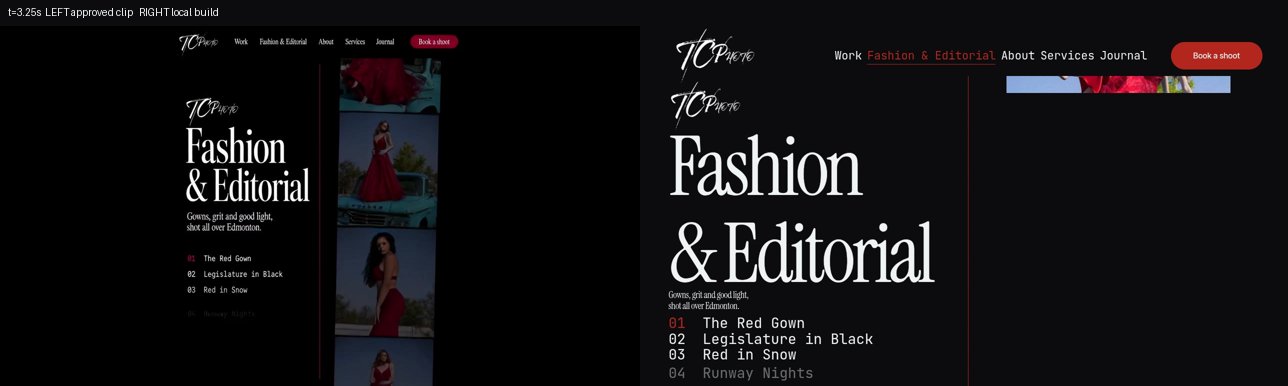 t=3.25s LEFT approved clip RIGHT local build
TCPHOTO Work Fashion & Editorial About Services Journal Book a shoot
TCPHOTO
Fashion
& Editorial
Gowns, grit and good light,
shot all over Edmonton.
01 The Red Gown
02 Legislature in Black
03 Red in Snow
04 Runway Nights
TCPHOTO Work Fashion & Editorial About Services Journal Book a shoot
TCPHOTO
Fashion
& Editorial
Gowns, grit and good light,
shot all over Edmonton.
01 The Red Gown
02 Legislature in Black
03 Red in Snow
04 Runway Nights